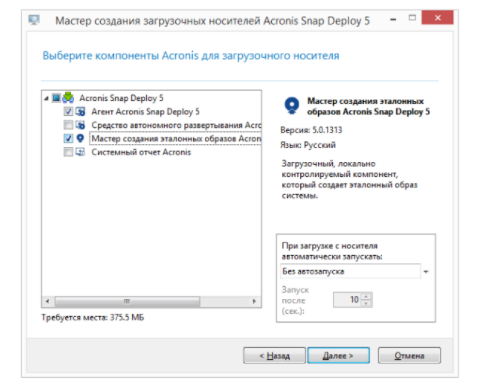 Мастер создания загрузочных носителей Acronis Snap Deploy 5
Выберите компоненты Acronis для загрузочного носителя
Acronis Snap Deploy 5
Агент Acronis Snap Deploy 5
Средство автономного развертывания Acro
Мастер создания эталонных образов Acron
Системный отчет Acronis
Требуется места: 375.5 МБ
Мастер создания эталонных
образов Acronis Snap Deploy 5
Версия: 5.0.1313
Язык: Русский
Загрузочный, локально
контролируемый компонент,
который создает эталонный образ
системы.
При загрузке с носителя
автоматически запускать:
Без автозапуска
Запуск
после
(сек.):
10
< Назад
Далее >
Отмена